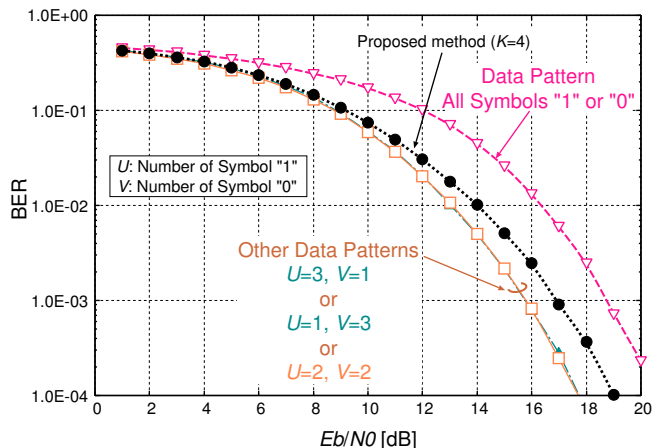 1.0E+00
1.0E-01
1.0E-02
1.0E-03
1.0E-04
BER
Proposed method (K=4)
Data Pattern
All Symbols "1" or "0"
U: Number of Symbol "1"
V: Number of Symbol "0"
Other Data Patterns
U=3, V=1
or
U=1, V=3
or
U=2, V=2
0 2 4 6 8 10 12 14 16 18 20
Eb/N0 [dB]